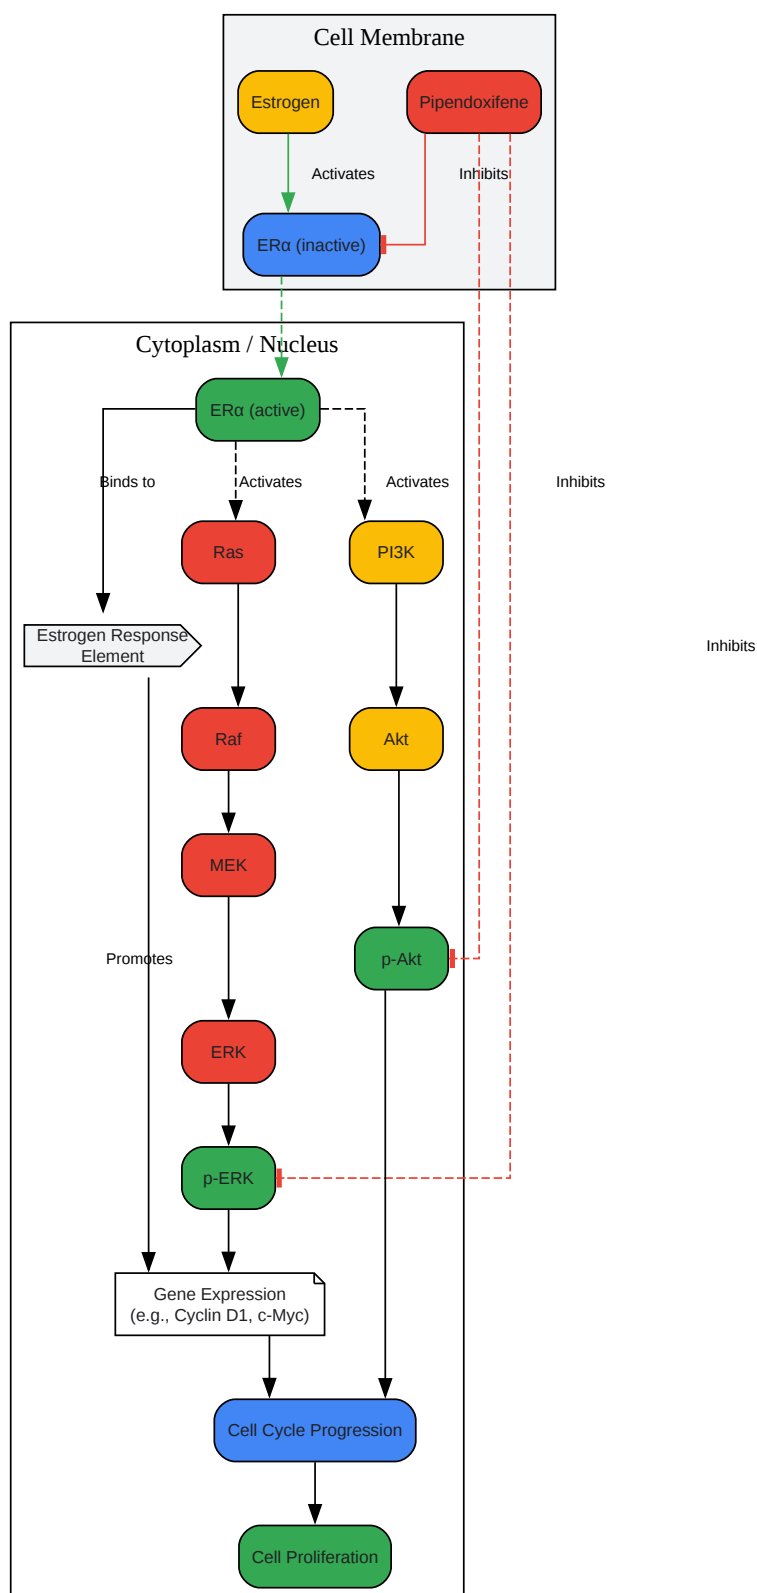 Cell Membrane
Estrogen
Pipendoxifene
Activates
Inhibits
ERα (inactive)
Cytoplasm / Nucleus
ERα (active)
Binds to
Activates
Activates
Inhibits
Ras
PI3K
Estrogen Response
Element
Inhibits
Raf
Akt
MEK
Promotes
p-Akt
ERK
p-ERK
Gene Expression
(e.g., Cyclin D1, c-Myc)
Cell Cycle Progression
Cell Proliferation